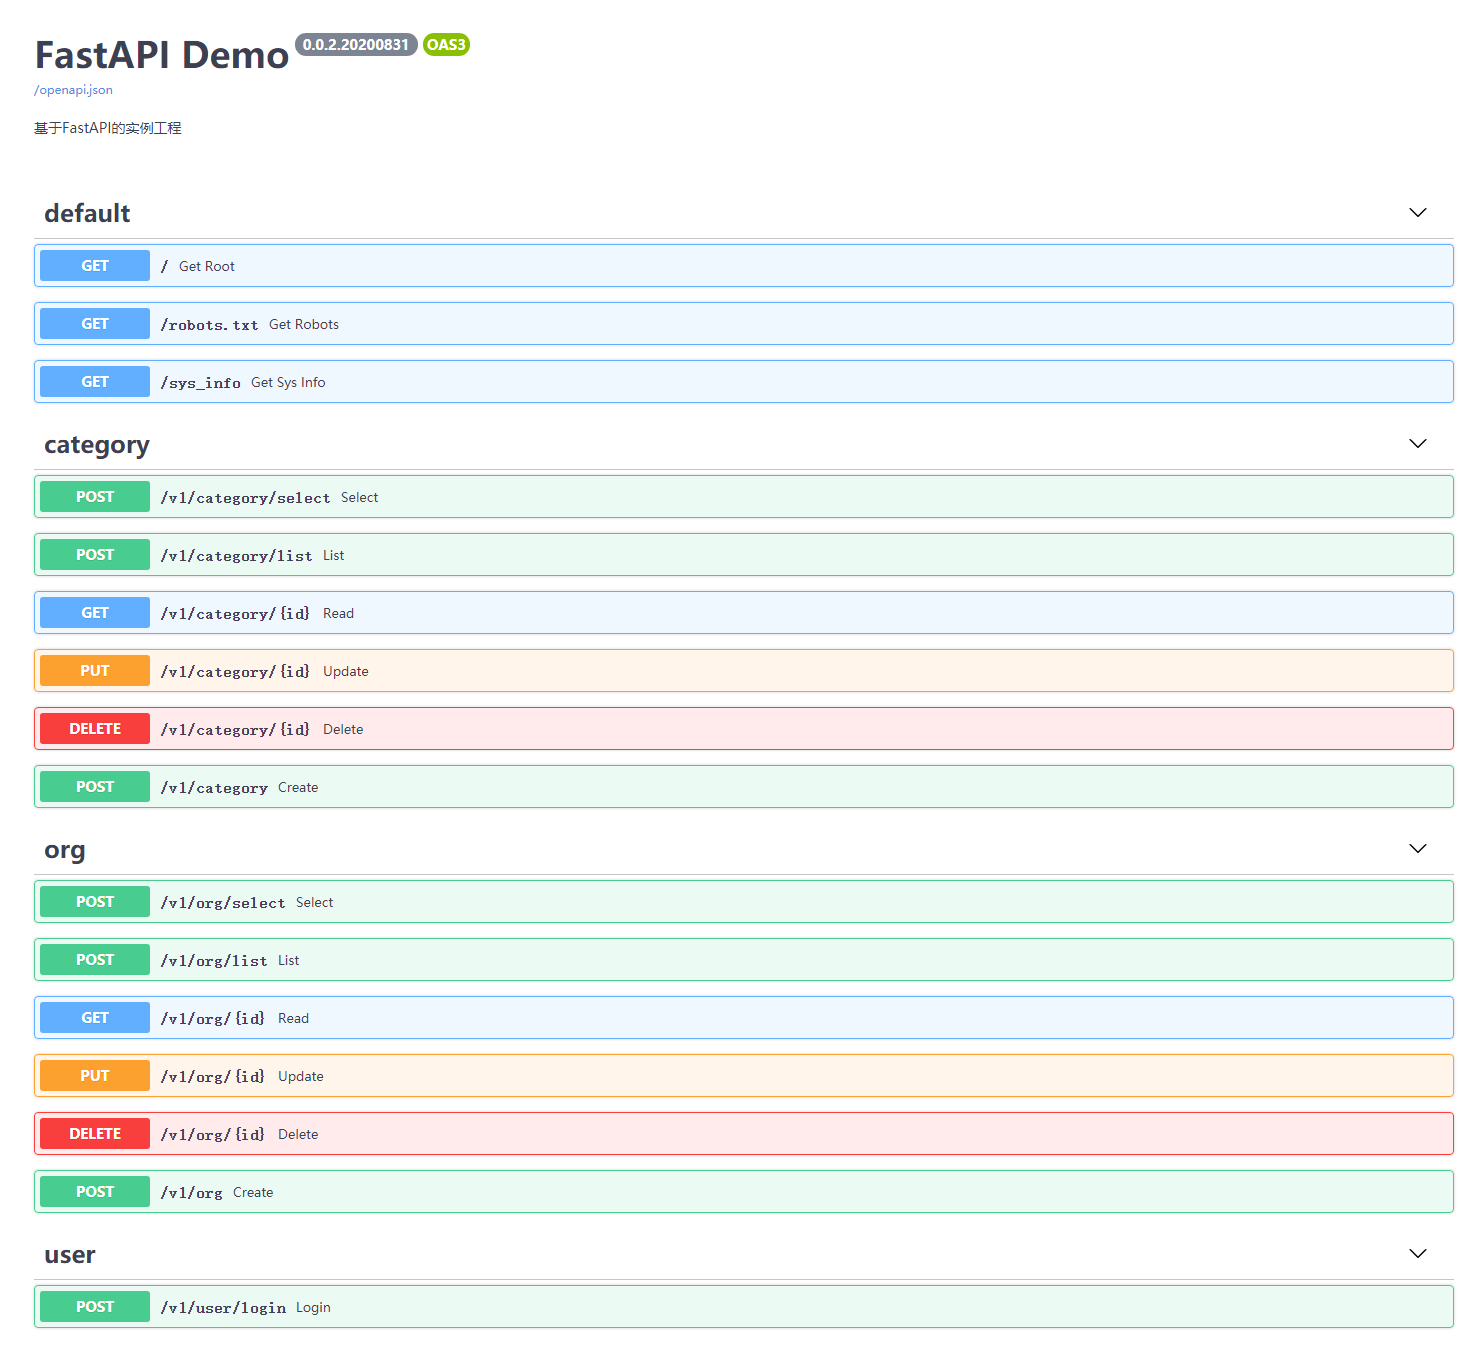 FastAPI Demo 0.0.2.20200831 OAS3
/openapi.json
基于FastAPI的实例工程
default
GET / Get Root
GET /robots.txt Get Robots
GET /sys_info Get Sys Info
category
POST /v1/category/select Select
POST /v1/category/list List
GET /v1/category/{id} Read
PUT /v1/category/{id} Update
DELETE /v1/category/{id} Delete
POST /v1/category Create
org
POST /v1/org/select Select
POST /v1/org/list List
GET /v1/org/{id} Read
PUT /v1/org/{id} Update
DELETE /v1/org/{id} Delete
POST /v1/org Create
user
POST /v1/user/login Login